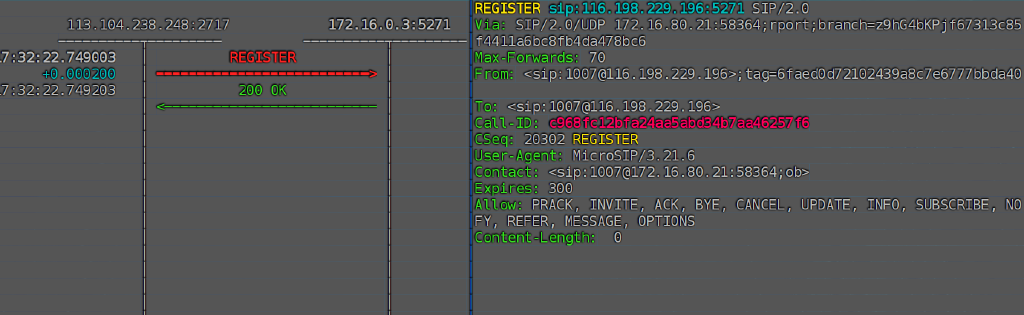 113.104.238.248:2717 172.16.0.3:5271
7:32:22.749003 REGISTER
+0.000200
7:32:22.749203 200 OK
REGISTER sip:116.198.229.196:5271 SIP/2.0
Via: SIP/2.0/UDP 172.16.80.21:58364;rport;branch=z9hG4bKPjf67313c85
f4411a6bc8fb4da478bc6
Max-Forwards: 70
From: <sip:1007@116.198.229.196>;tag=6faed0d72102439a8c7e6777bbda40
To: <sip:1007@116.198.229.196>
Call-ID: c968fc12bfa24aa5abd34b7aa46257f6
CSeq: 20302 REGISTER
User-Agent: MicroSIP/3.21.6
Contact: <sip:1007@172.16.80.21:58364;ob>
Expires: 300
Allow: PRACK, INVITE, ACK, BYE, CANCEL, UPDATE, INFO, SUBSCRIBE, NO
FY, REFER, MESSAGE, OPTIONS
Content-Length: 0